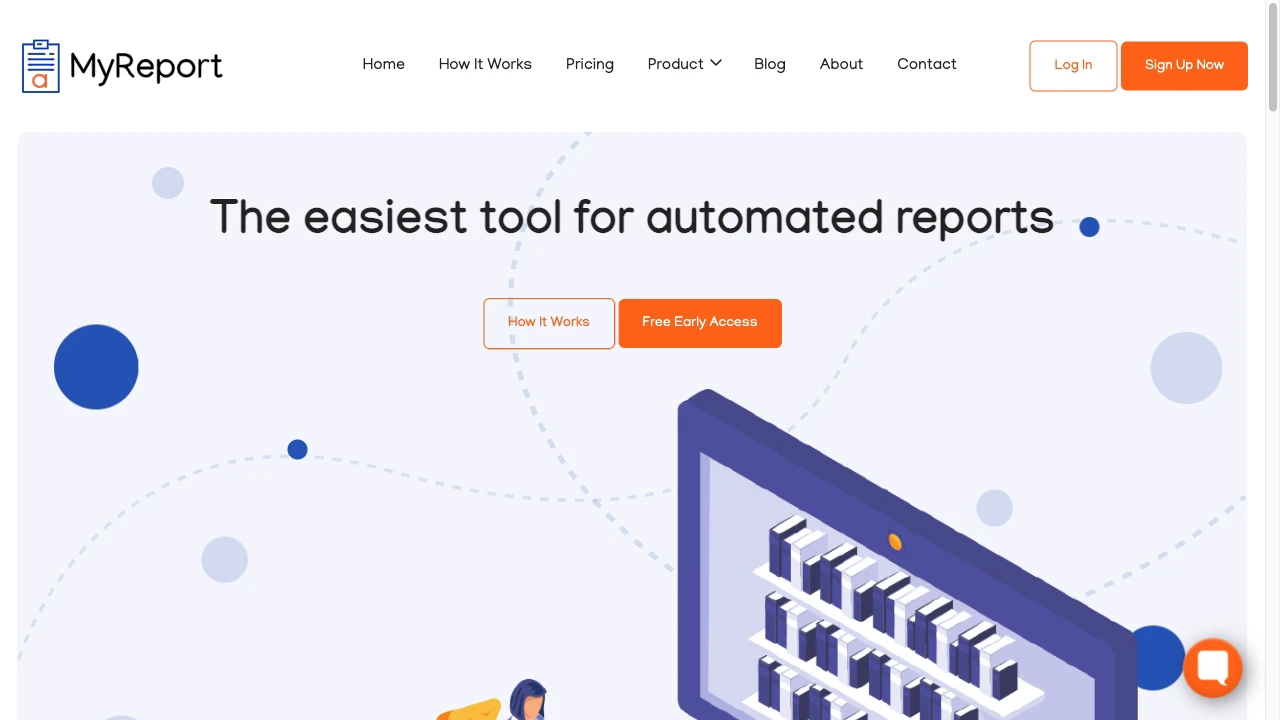 MyReport
Home How It Works Pricing Product Blog About Contact
Log In Sign Up Now
The easiest tool for automated reports
How It Works Free Early Access